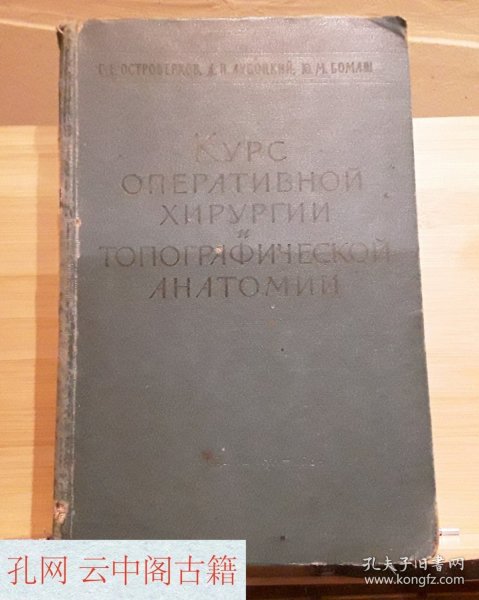 Г. Е. ОСТРОВЕРХОВ, Д. Н. ЛУБОЦКИЙ, Ю. М. БОМАШ
КУРС
ОПЕРАТИВНОЙ
ХИРУРГИИ
и
ТОПОГРАФИЧЕСКОЙ
АНАТОМИИ
孔网 云中阁古籍
孔夫子旧书网
www.kongfz.com